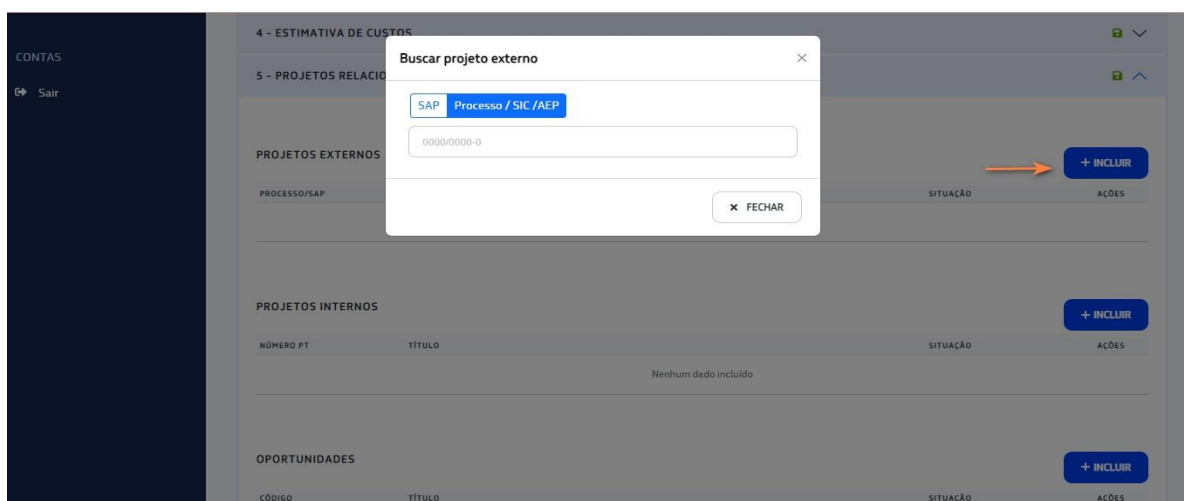 4 - ESTIMATIVA DE CUSTOS
CONTAS
Buscar projeto externo
5 - PROJETOS RELACIO
Sair
SAP Processo / SIC /AEP
0000/0000-0
PROJETOS EXTERNOS
+ INCLUIR
PROCESSO/SAP SITUAÇÃO AÇÕES
× FECHAR
PROJETOS INTERNOS
+ INCLUIR
NÚMERO PT TÍTULO SITUAÇÃO AÇÕES
Nenhum dado incluído
OPORTUNIDADES
+ INCLUIR
CÓDIGO TÍTULO SITUAÇÃO AÇÕES